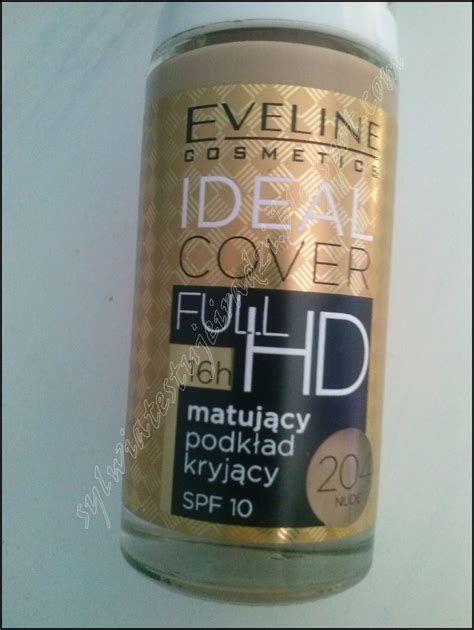 EVELINE
COSMETICS
IDEAL
COVER
FULL
HD
16h
matujący
podkład
kryjący
SPF 10
204
NUDE